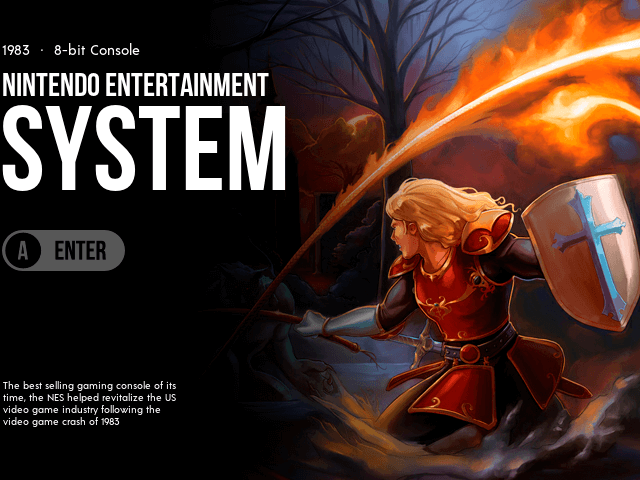 1983 · 8-bit Console
NINTENDO ENTERTAINMENT
SYSTEM
A ENTER
The best selling gaming console of its
time, the NES helped revitalize the US
video game industry following the
video game crash of 1983